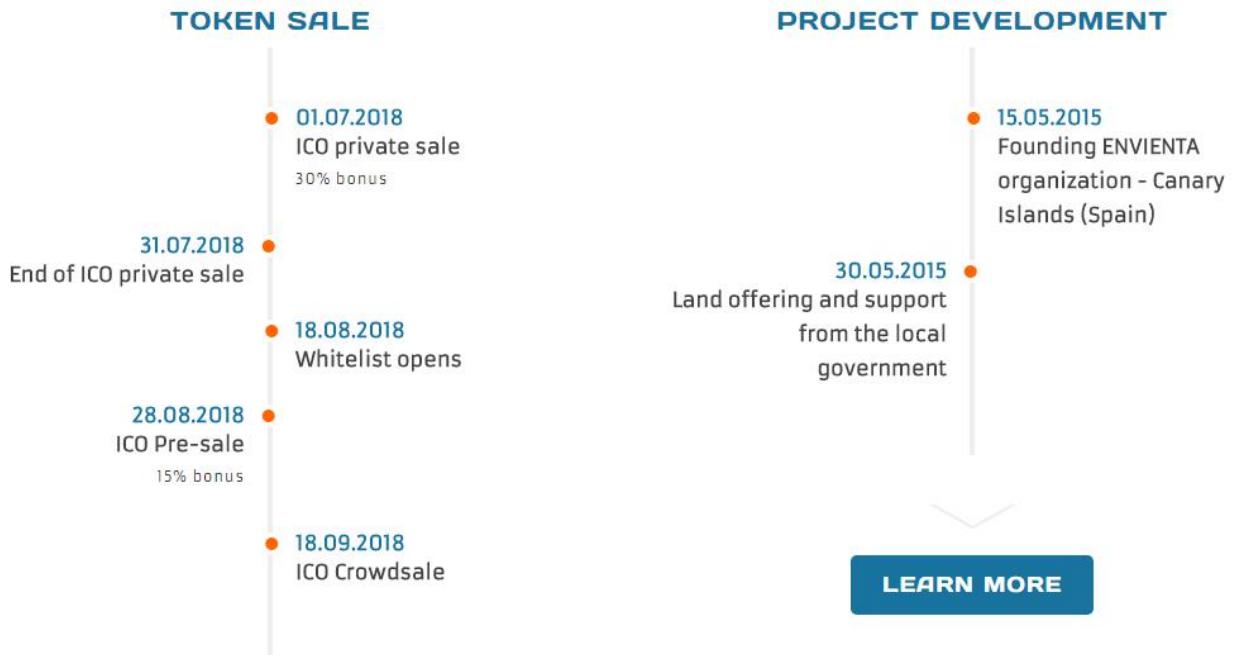 TOKEN SALE
01.07.2018
ICO private sale
30% bonus
31.07.2018
End of ICO private sale
18.08.2018
Whitelist opens
28.08.2018
ICO Pre-sale
15% bonus
18.09.2018
ICO Crowdsale
PROJECT DEVELOPMENT
15.05.2015
Founding ENVIENTA
organization - Canary
Islands (Spain)
30.05.2015
Land offering and support
from the local
government
LEARN MORE